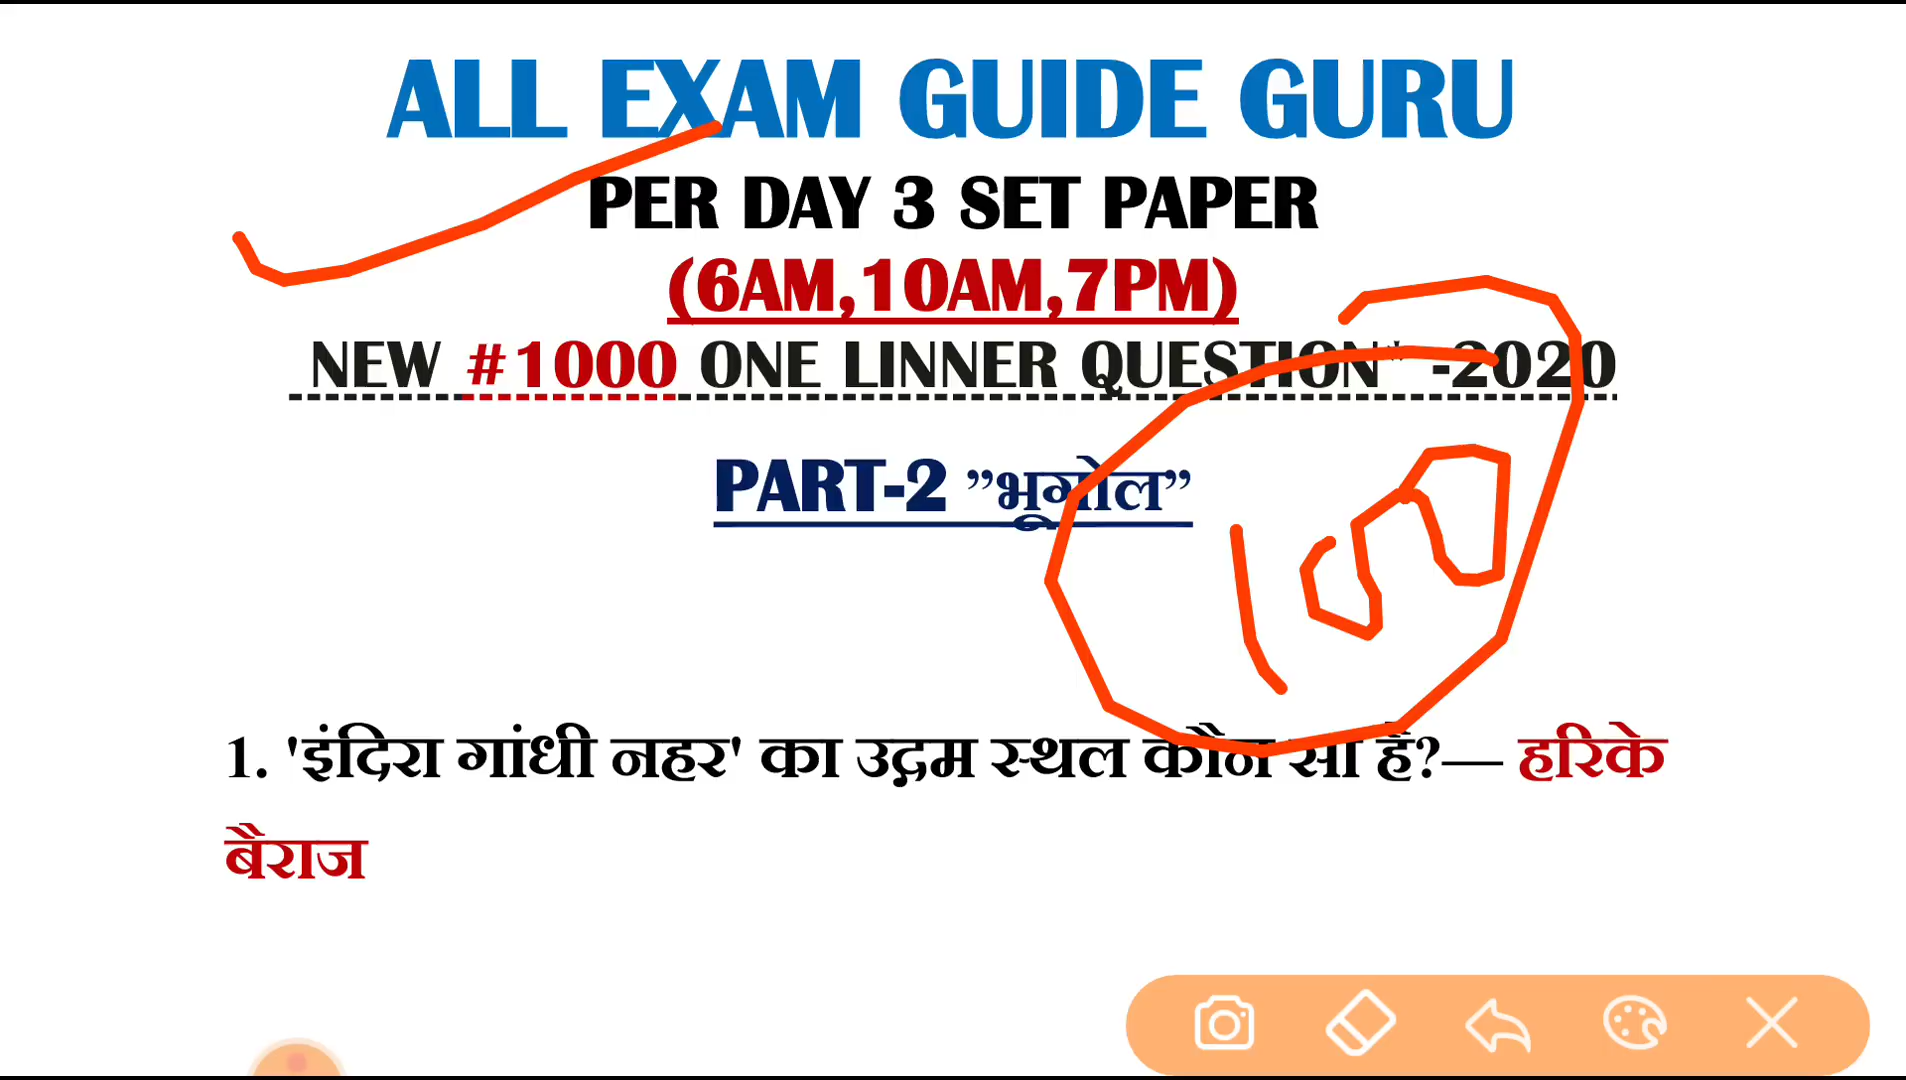 ALL EXAM GUIDE GURU
PER DAY 3 SET PAPER
(6AM,10AM,7PM)
NEW #1000 ONE LINNER QUESTION" -2020
PART-2 ”भूगोल”
1. 'इंदिरा गांधी नहर' का उद्गम स्थल कौन सा है?— हरिके
बैराज